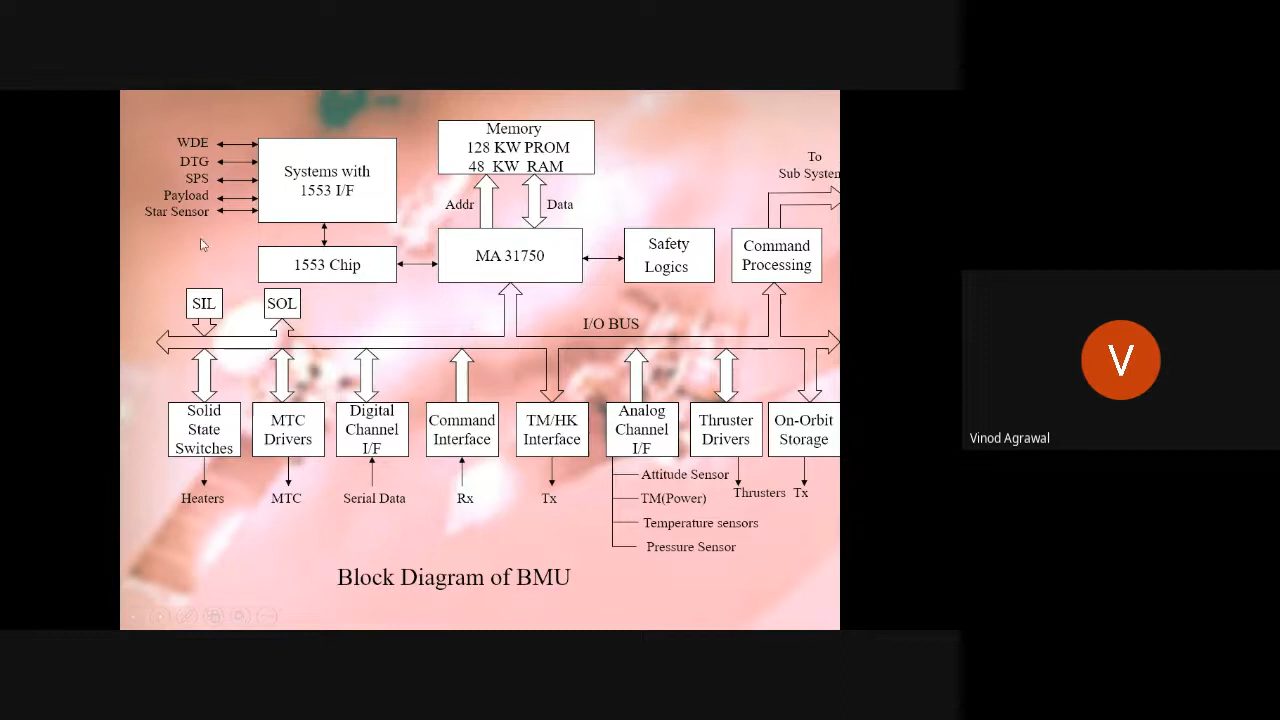 Memory
128 KW PROM
48 KW RAM
WDE
DTG
SPS
Payload
Star Sensor
Systems with
1553 I/F
To
Sub System
Addr
Data
1553 Chip
MA 31750
Safety
Logics
Command
Processing
SIL
SOL
I/O BUS
Solid
State
Switches
MTC
Drivers
Digital
Channel
I/F
Command
Interface
TM/HK
Interface
Analog
Channel
I/F
Thruster
Drivers
On-Orbit
Storage
Heaters
MTC
Serial Data
Rx
Tx
Attitude Sensor
TM(Power)
Temperature sensors
Pressure Sensor
Thrusters
Tx
Block Diagram of BMU
V
Vinod Agrawal